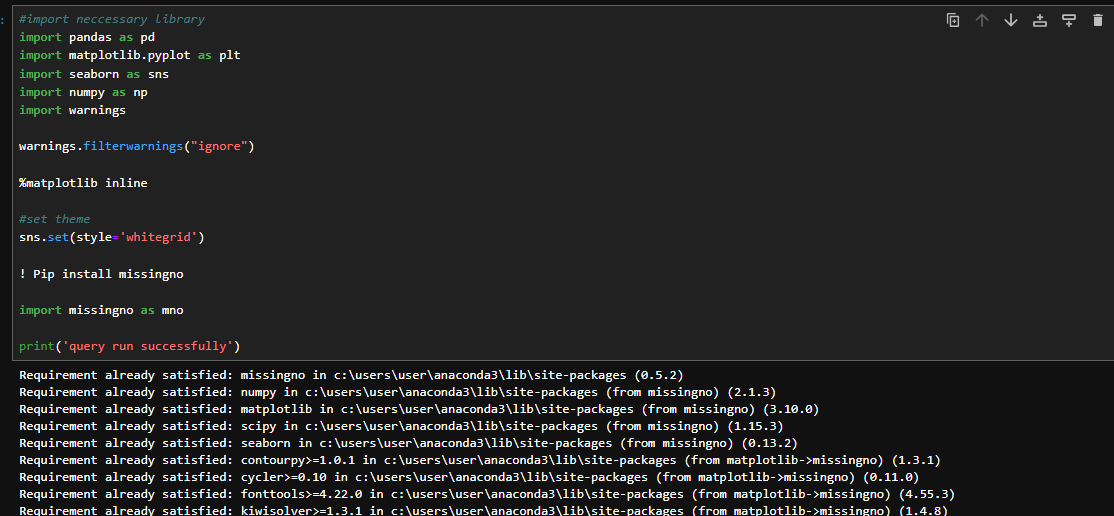 #import neccessary library
import pandas as pd
import matplotlib.pyplot as plt
import seaborn as sns
import numpy as np
import warnings
warnings.filterwarnings("ignore")
%matplotlib inline
#set theme
sns.set(style='whitegrid')
! Pip install missingno
import missingno as mno
print('query run successfully')
Requirement already satisfied: missingno in c:\users\user\anaconda3\lib\site-packages (0.5.2)
Requirement already satisfied: numpy in c:\users\user\anaconda3\lib\site-packages (from missingno) (2.1.3)
Requirement already satisfied: matplotlib in c:\users\user\anaconda3\lib\site-packages (from missingno) (3.10.0)
Requirement already satisfied: scipy in c:\users\user\anaconda3\lib\site-packages (from missingno) (1.15.3)
Requirement already satisfied: seaborn in c:\users\user\anaconda3\lib\site-packages (from missingno) (0.13.2)
Requirement already satisfied: contourpy>=1.0.1 in c:\users\user\anaconda3\lib\site-packages (from matplotlib->missingno) (1.3.1)
Requirement already satisfied: cycler>=0.10 in c:\users\user\anaconda3\lib\site-packages (from matplotlib->missingno) (0.11.0)
Requirement already satisfied: fonttools>=4.22.0 in c:\users\user\anaconda3\lib\site-packages (from matplotlib->missingno) (4.55.3)
Requirement already satisfied: kiwisolver>=1.3.1 in c:\users\user\anaconda3\lib\site-packages (from matplotlib->missingno) (1.4.8)